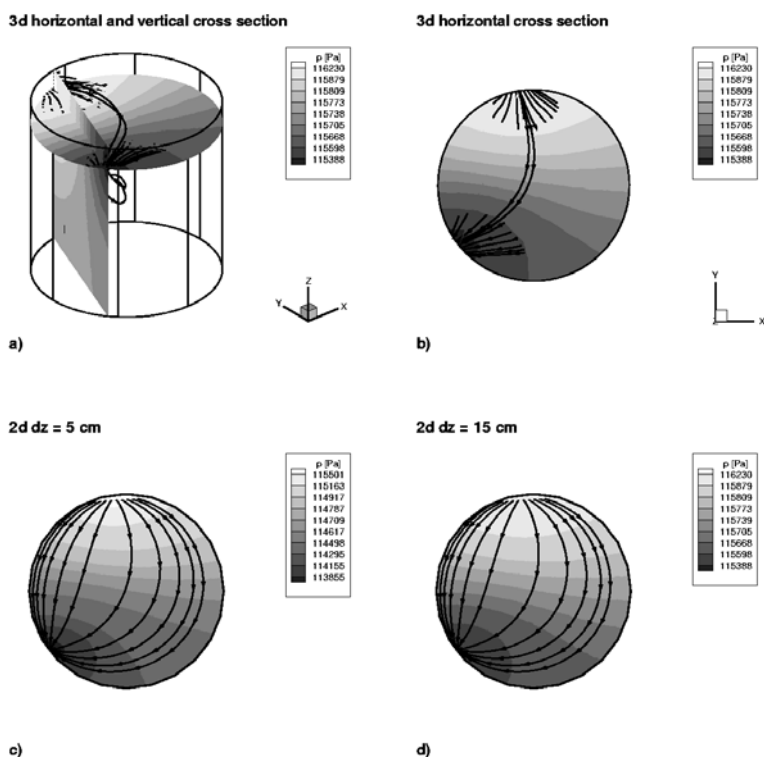 3d horizontal and vertical cross section
p [Pa]
116230
115879
115809
115773
115738
115705
115668
115598
115388
Z
Y
X
a)
3d horizontal cross section
p [Pa]
116230
115879
115809
115773
115738
115705
115668
115598
115388
Y
Z
X
b)
2d dz = 5 cm
p [Pa]
115501
115163
114917
114787
114709
114617
114498
114295
114155
113855
c)
2d dz = 15 cm
p [Pa]
116230
115879
115809
115773
115739
115705
115668
115598
115388
d)